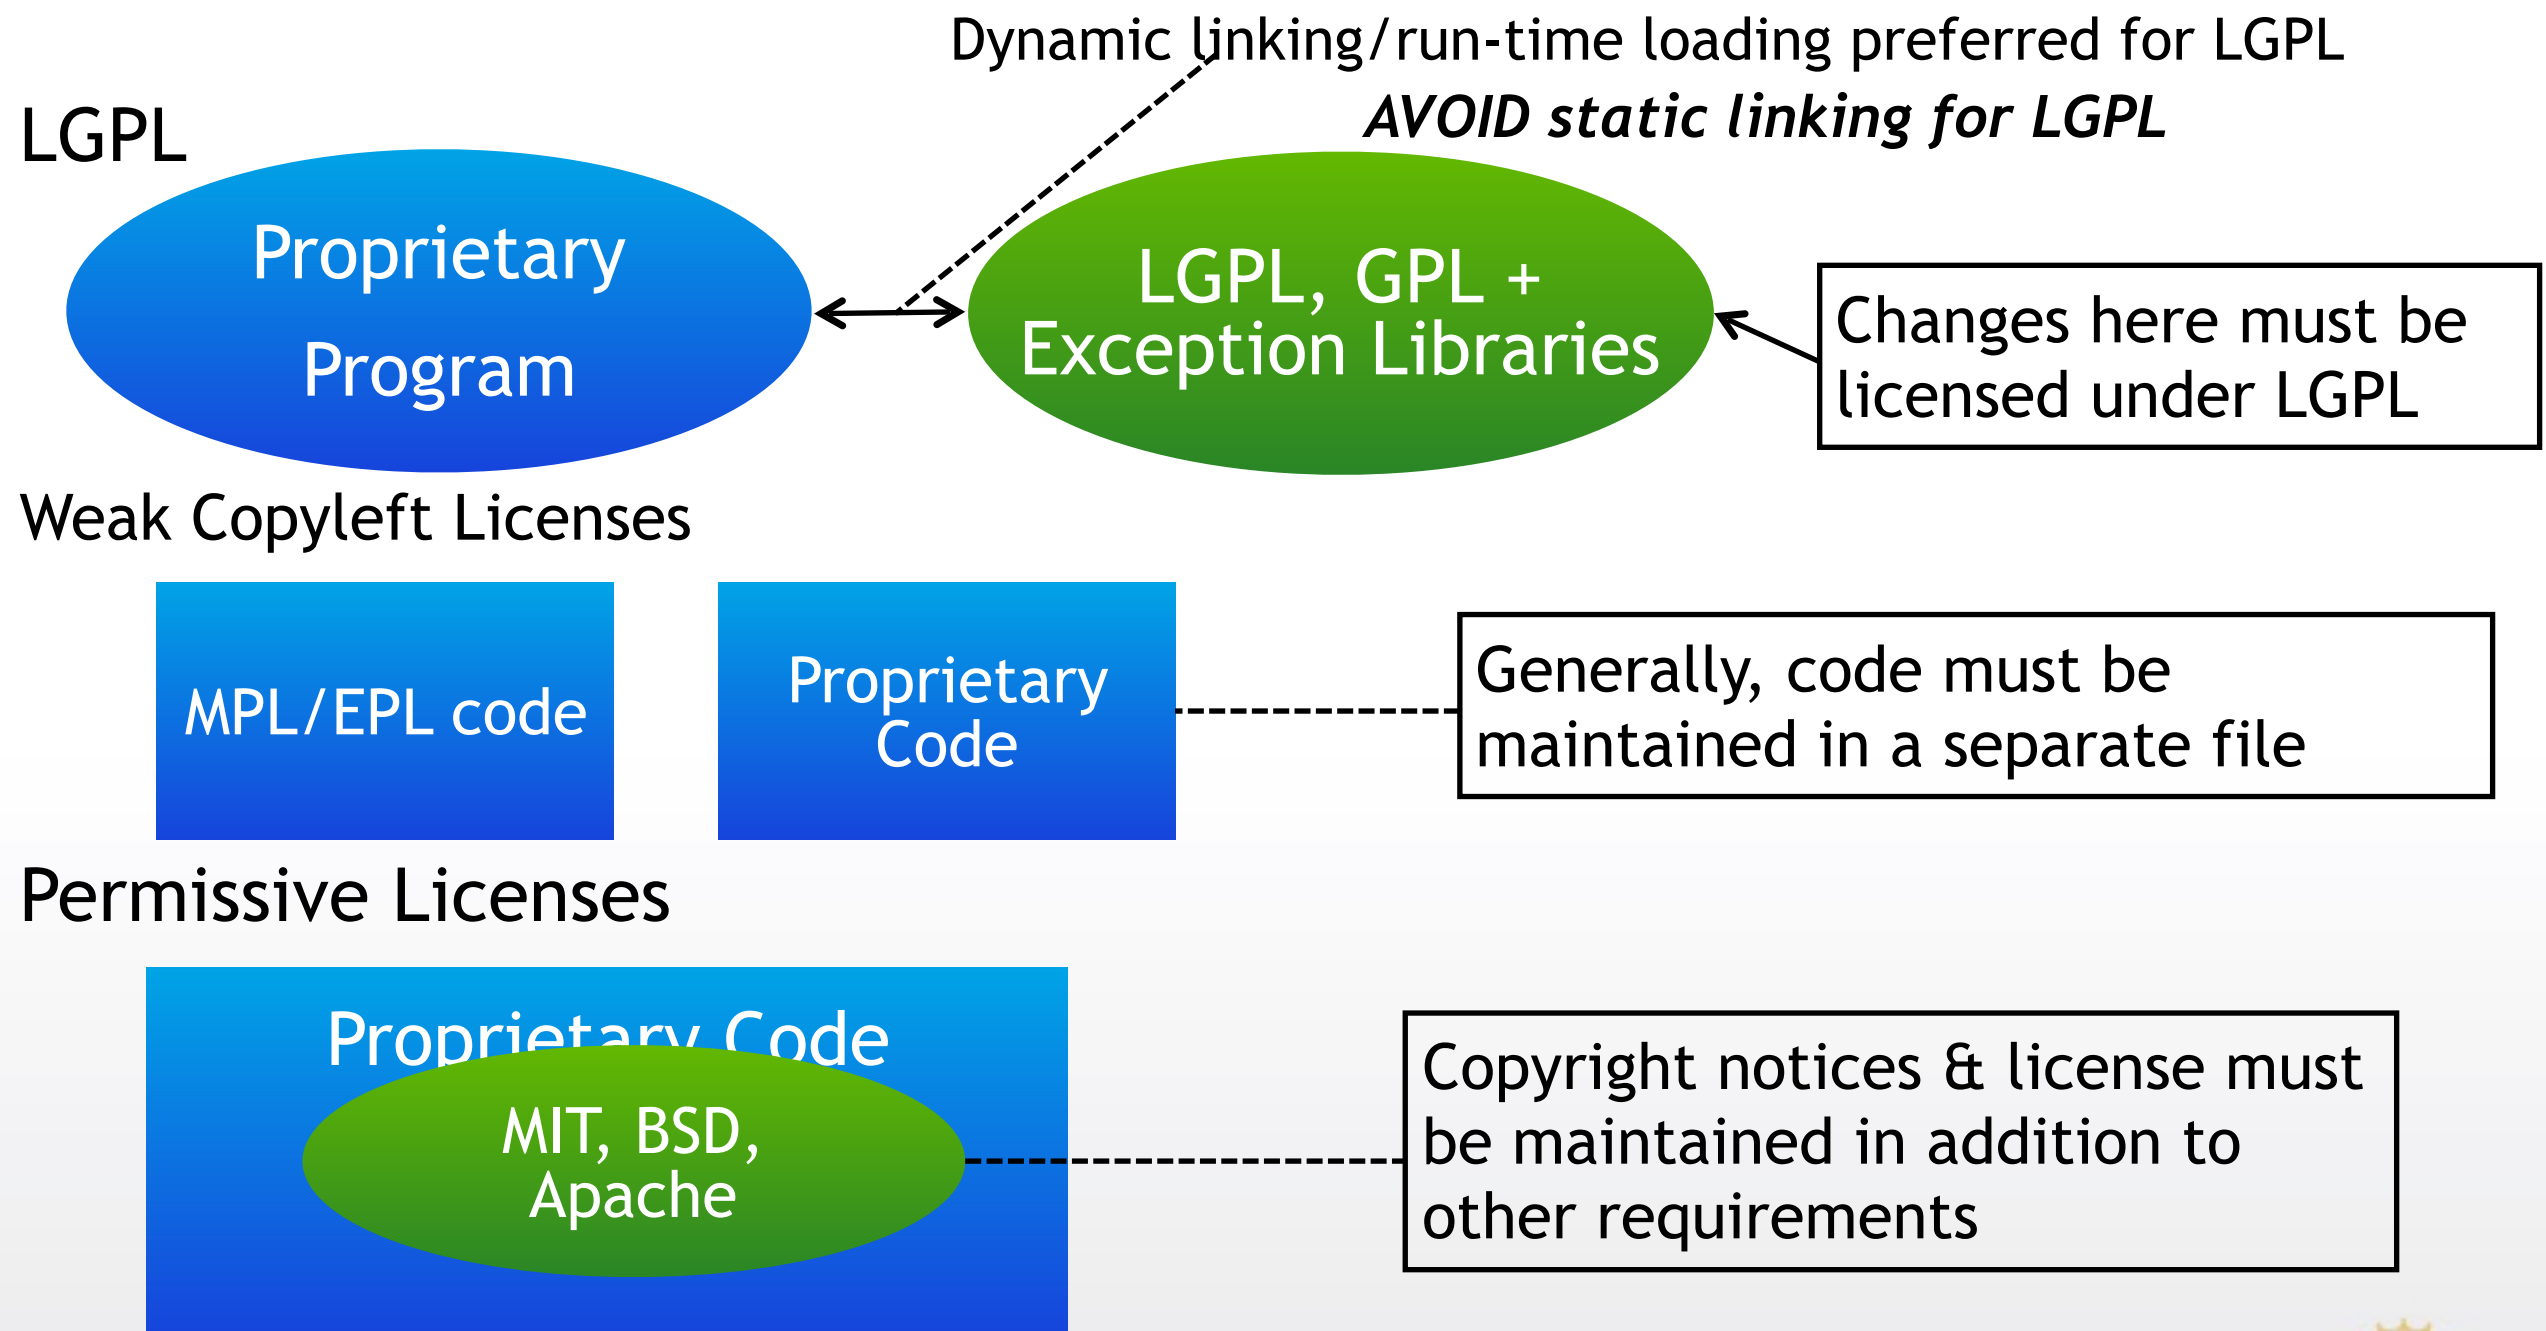 Dynamic linking/run-time loading preferred for LGPL
AVOID static linking for LGPL
LGPL
Proprietary
Program
LGPL, GPL +
Exception Libraries
Changes here must be
licensed under LGPL
Weak Copyleft Licenses
MPL/EPL code
Proprietary
Code
Generally, code must be
maintained in a separate file
Permissive Licenses
Proprietary Code
MIT, BSD,
Apache
Copyright notices & license must
be maintained in addition to
other requirements